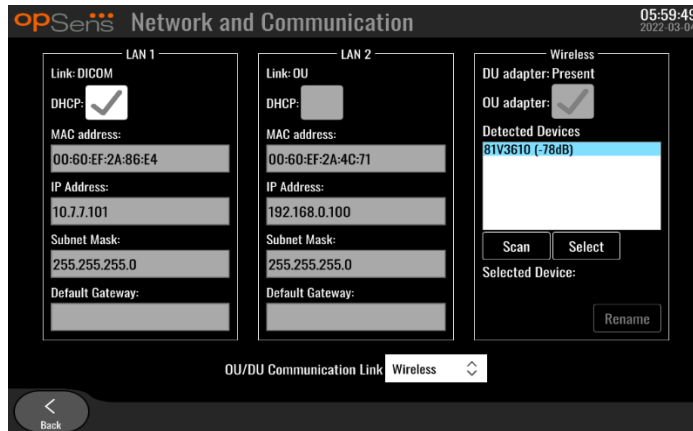 opSens Network and Communication
05:59:49
2022-03-04
LAN 1
Link: DICOM
DHCP:
MAC address:
00:60:EF:2A:86:E4
IP Address:
10.7.7.101
Subnet Mask:
255.255.255.0
Default Gateway:
LAN 2
Link: OU
DHCP:
MAC address:
00:60:EF:2A:4C:71
IP Address:
192.168.0.100
Subnet Mask:
255.255.255.0
Default Gateway:
Wireless
DU adapter: Present
OU adapter:
Detected Devices
81V3610 (-78dB)
Scan Select
Selected Device:
Rename
OU/DU Communication Link Wireless
Back